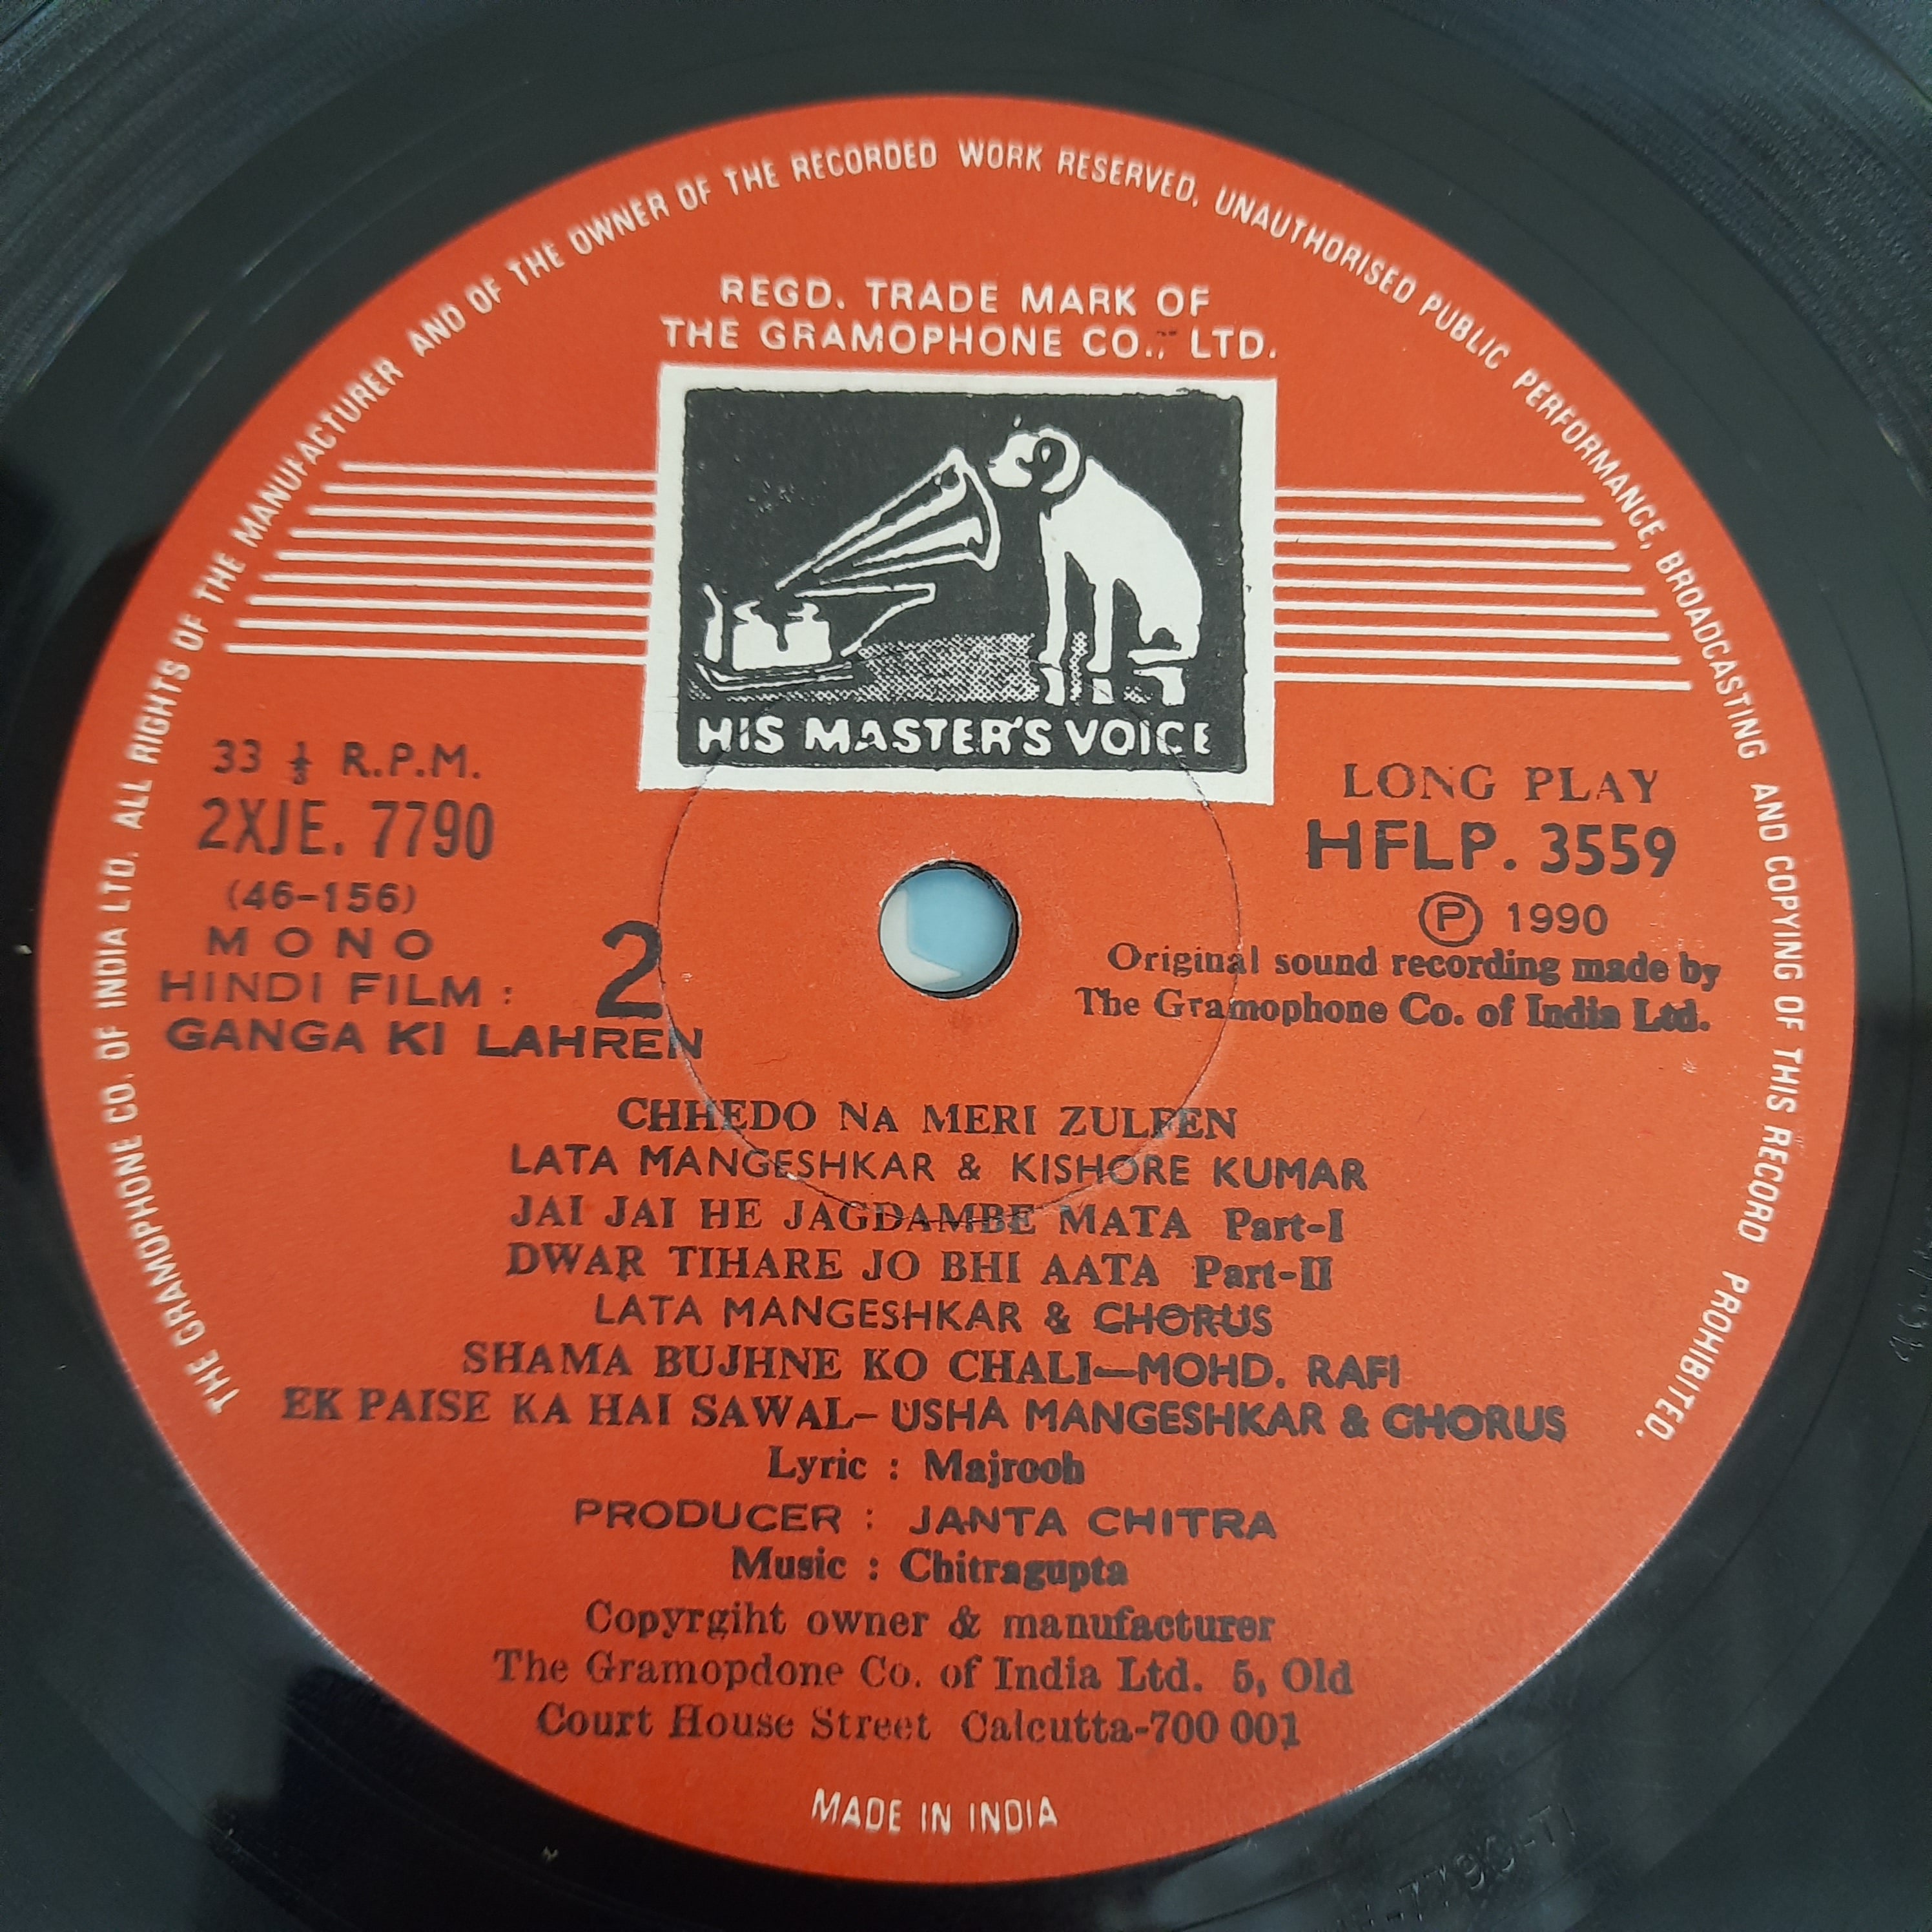 THE GRAMOPHONE CO. OF INDIA LTD. ALL RIGHTS OF THE MANUFACTURER AND OF THE OWNER OF THE RECORDED WORK RESERVED, UNAUTHORISED PUBLIC PERFORMANCE, BROADCASTING AND COPYING OF THIS RECORD PROHIBITED.
REGD. TRADE MARK OF
THE GRAMOPHONE CO., LTD.
HIS MASTER'S VOICE
33 1/3 R.P.M.
2XJE. 7790
(46-156)
MONO
HINDI FILM :
GANGA KI LAHREN
2
LONG PLAY
HFLP. 3559
Ⓟ 1990
Original sound recording made by
The Gramophone Co. of India Ltd.
CHHEDO NA MERI ZULFEN
LATA MANGESHKAR & KISHORE KUMAR
JAI JAI HE JAGDAMBE MATA Part-I
DWAR TIHARE JO BHI AATA Part-II
LATA MANGESHKAR & CHORUS
SHAMA BUJHNE KO CHALI—MOHD. RAFI
EK PAISE KA HAI SAWAL- USHA MANGESHKAR & CHORUS
Lyric : Majrooh
PRODUCER : JANTA CHITRA
Music : Chitragupta
Copyrgiht owner & manufacturer
The Gramopdone Co. of India Ltd. 5, Old
Court House Street Calcutta-700 001
MADE IN INDIA